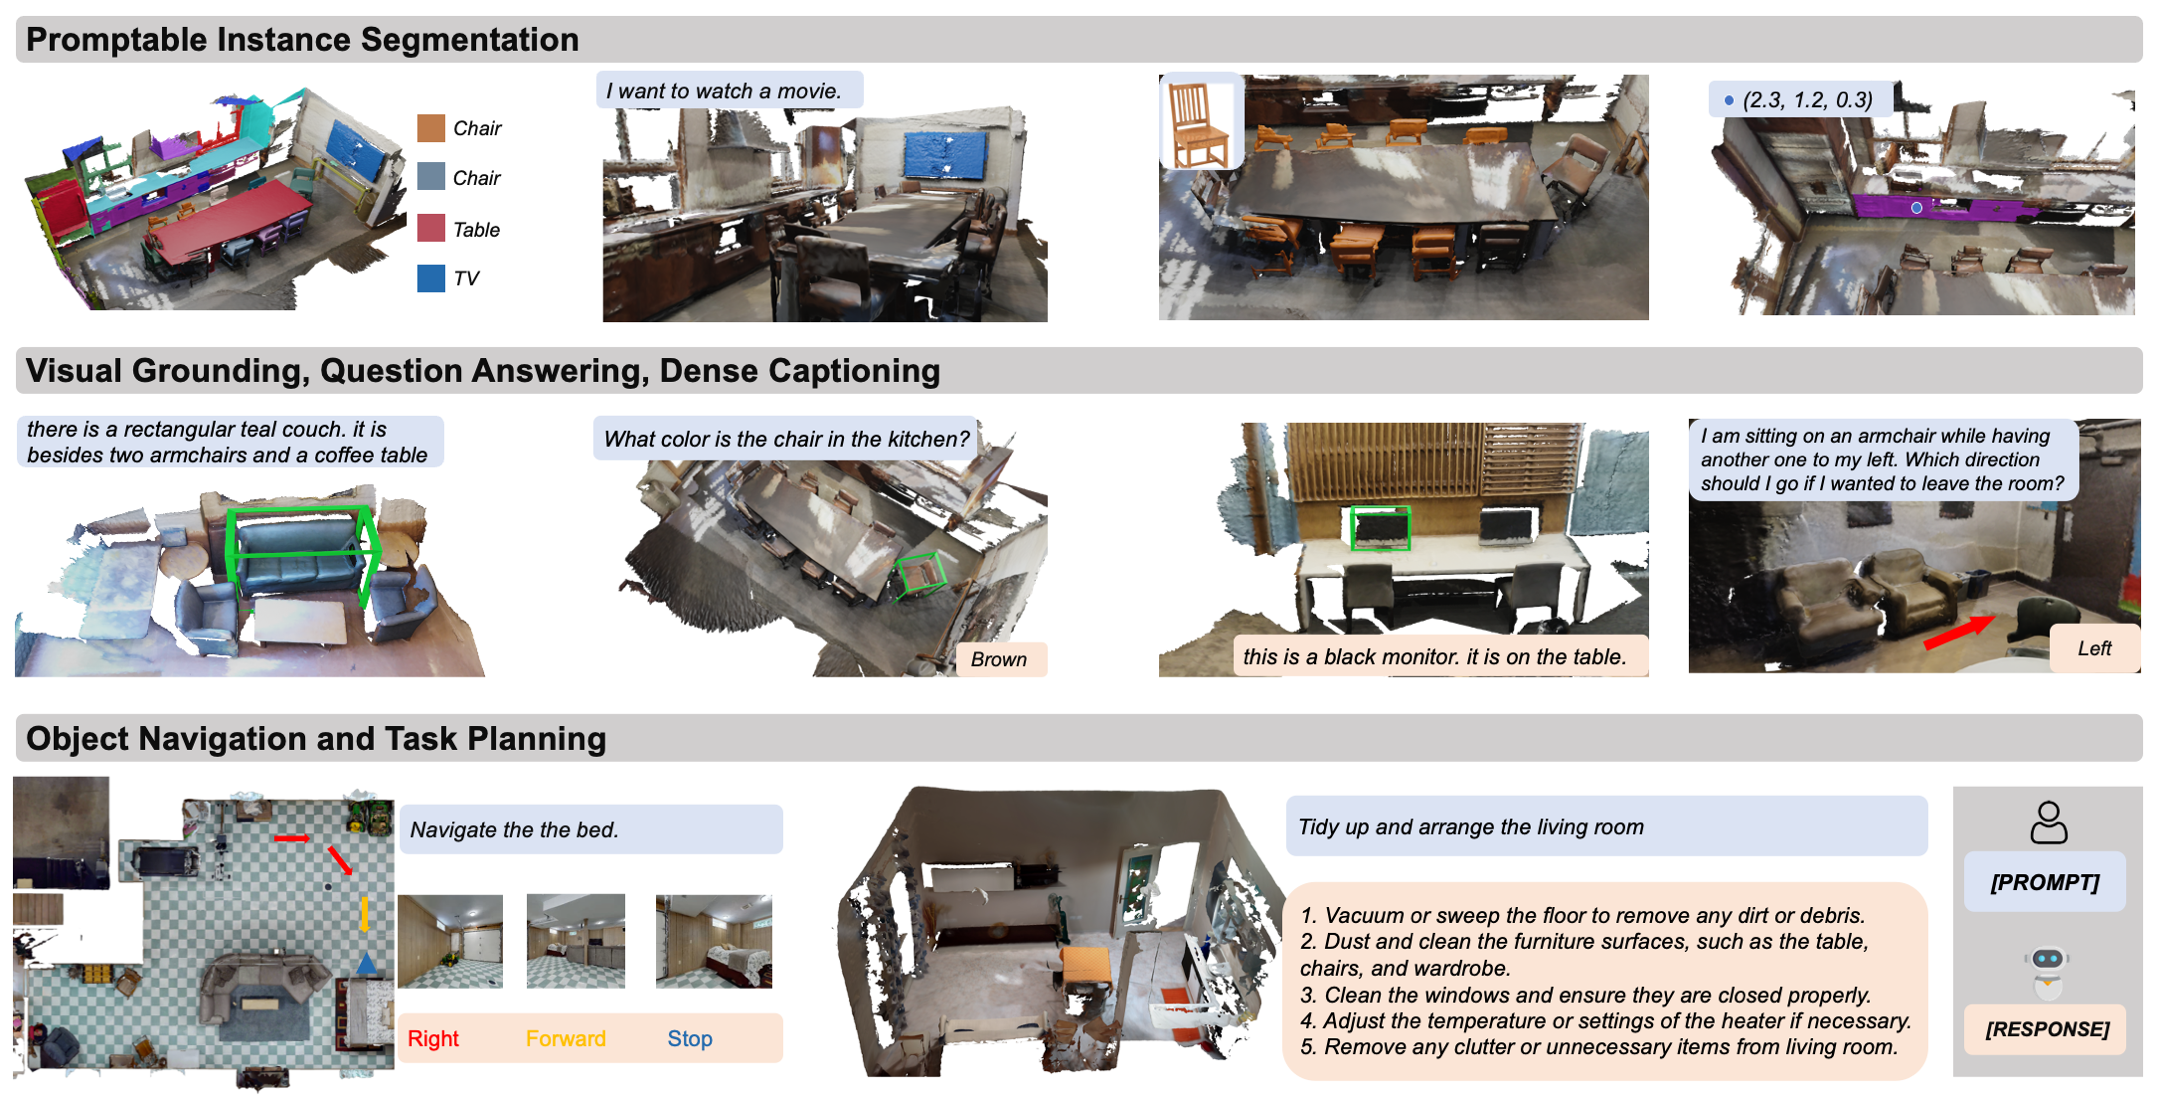 Promptable Instance Segmentation
Chair
Chair
Table
TV
I want to watch a movie.
(2.3, 1.2, 0.3)
Visual Grounding, Question Answering, Dense Captioning
there is a rectangular teal couch. it is
besides two armchairs and a coffee table
What color is the chair in the kitchen?
Brown
this is a black monitor. it is on the table.
I am sitting on an armchair while having
another one to my left. Which direction
should I go if I wanted to leave the room?
Left
Object Navigation and Task Planning
Navigate the the bed.
Right
Forward
Stop
Tidy up and arrange the living room
1. Vacuum or sweep the floor to remove any dirt or debris.
2. Dust and clean the furniture surfaces, such as the table,
chairs, and wardrobe.
3. Clean the windows and ensure they are closed properly.
4. Adjust the temperature or settings of the heater if necessary.
5. Remove any clutter or unnecessary items from living room.
[PROMPT]
[RESPONSE]